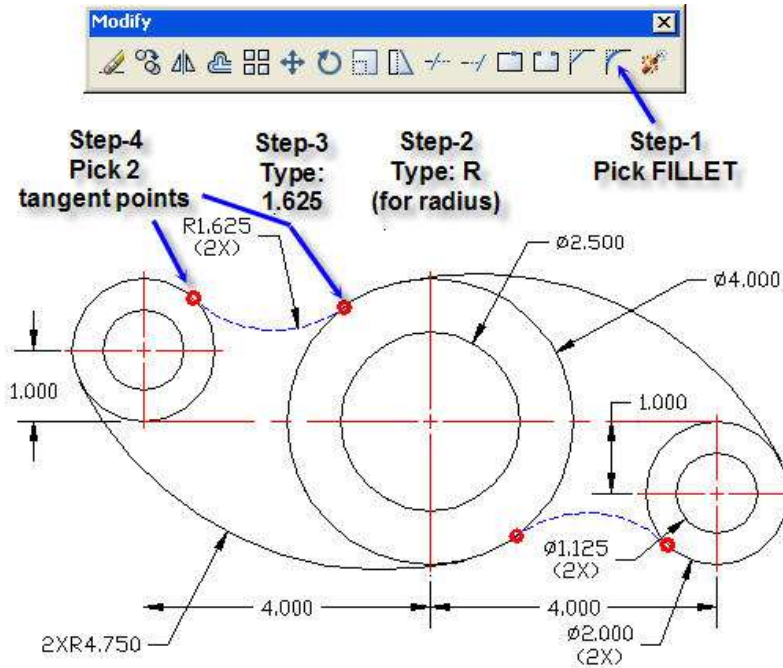 Modify
Step-4
Pick 2
tangent points
Step-3
Type:
1.625
Step-2
Type: R
(for radius)
Step-1
Pick FILLET
R1.625
(2X)
Ø2.500
Ø4.000
1.000
1.000
Ø1.125
(2X)
4.000
4.000
Ø2.000
(2X)
2XR4.750